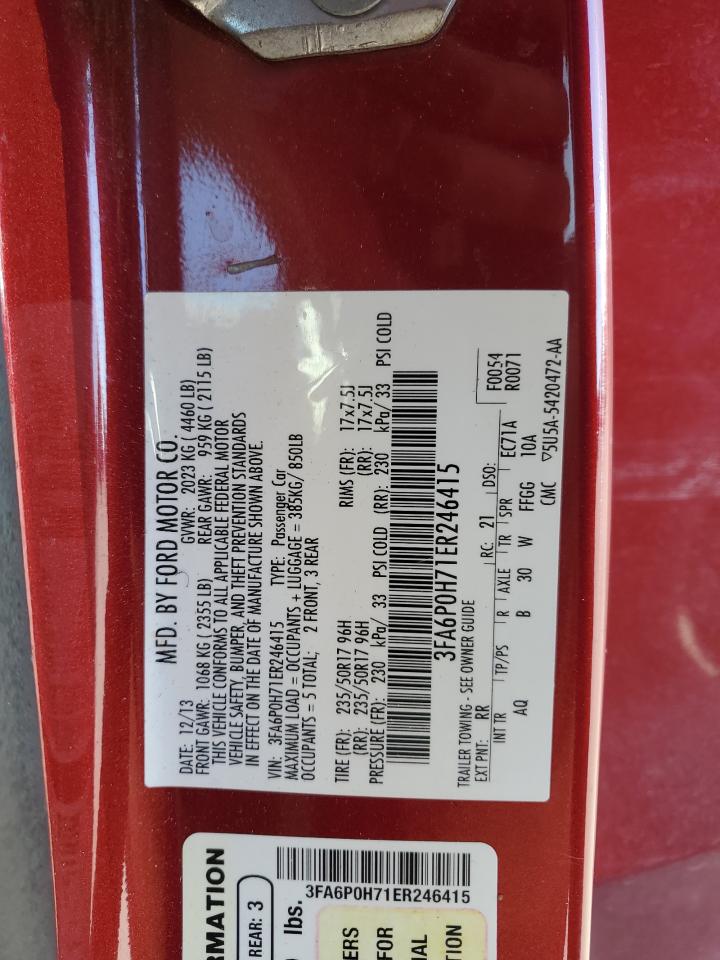 MFD. BY FORD MOTOR CO.
DATE: 12/13 GVWR: 2023 KG ( 4460 LB)
FRONT GAWR: 1068 KG ( 2355 LB) REAR GAWR: 959 KG ( 2115 LB)
THIS VEHICLE CONFORMS TO ALL APPLICABLE FEDERAL MOTOR
VEHICLE SAFETY, BUMPER, AND THEFT PREVENTION STANDARDS
IN EFFECT ON THE DATE OF MANUFACTURE SHOWN ABOVE.
VIN: 3FA6P0H71ER246415 TYPE: Passenger Car
MAXIMUM LOAD = OCCUPANTS + LUGGAGE = 385KG/ 850LB
OCCUPANTS = 5 TOTAL; 2 FRONT, 3 REAR
TIRE (FR): 235/50R17 96H RIMS (FR): 17x7.5J
(RR): 235/50R17 96H (RR): 17x7.5J
PRESSURE (FR): 230 kPa/ 33 PSI COLD (RR): 230 kPa/ 33 PSI COLD
3FA6P0H71ER246415
TRAILER TOWING - SEE OWNER GUIDE
EXT PNT: RR RC: 21 DSO: F0054
R0071
INT TR TP/PS R AXLE TR SPR EC71A
AQ B 30 W FFGG 10A
CMC ▽5U5A-5420472-AA
RMATION
REAR: 3
lbs.
3FA6P0H71ER246415
ERS
FOR
NAL
TION